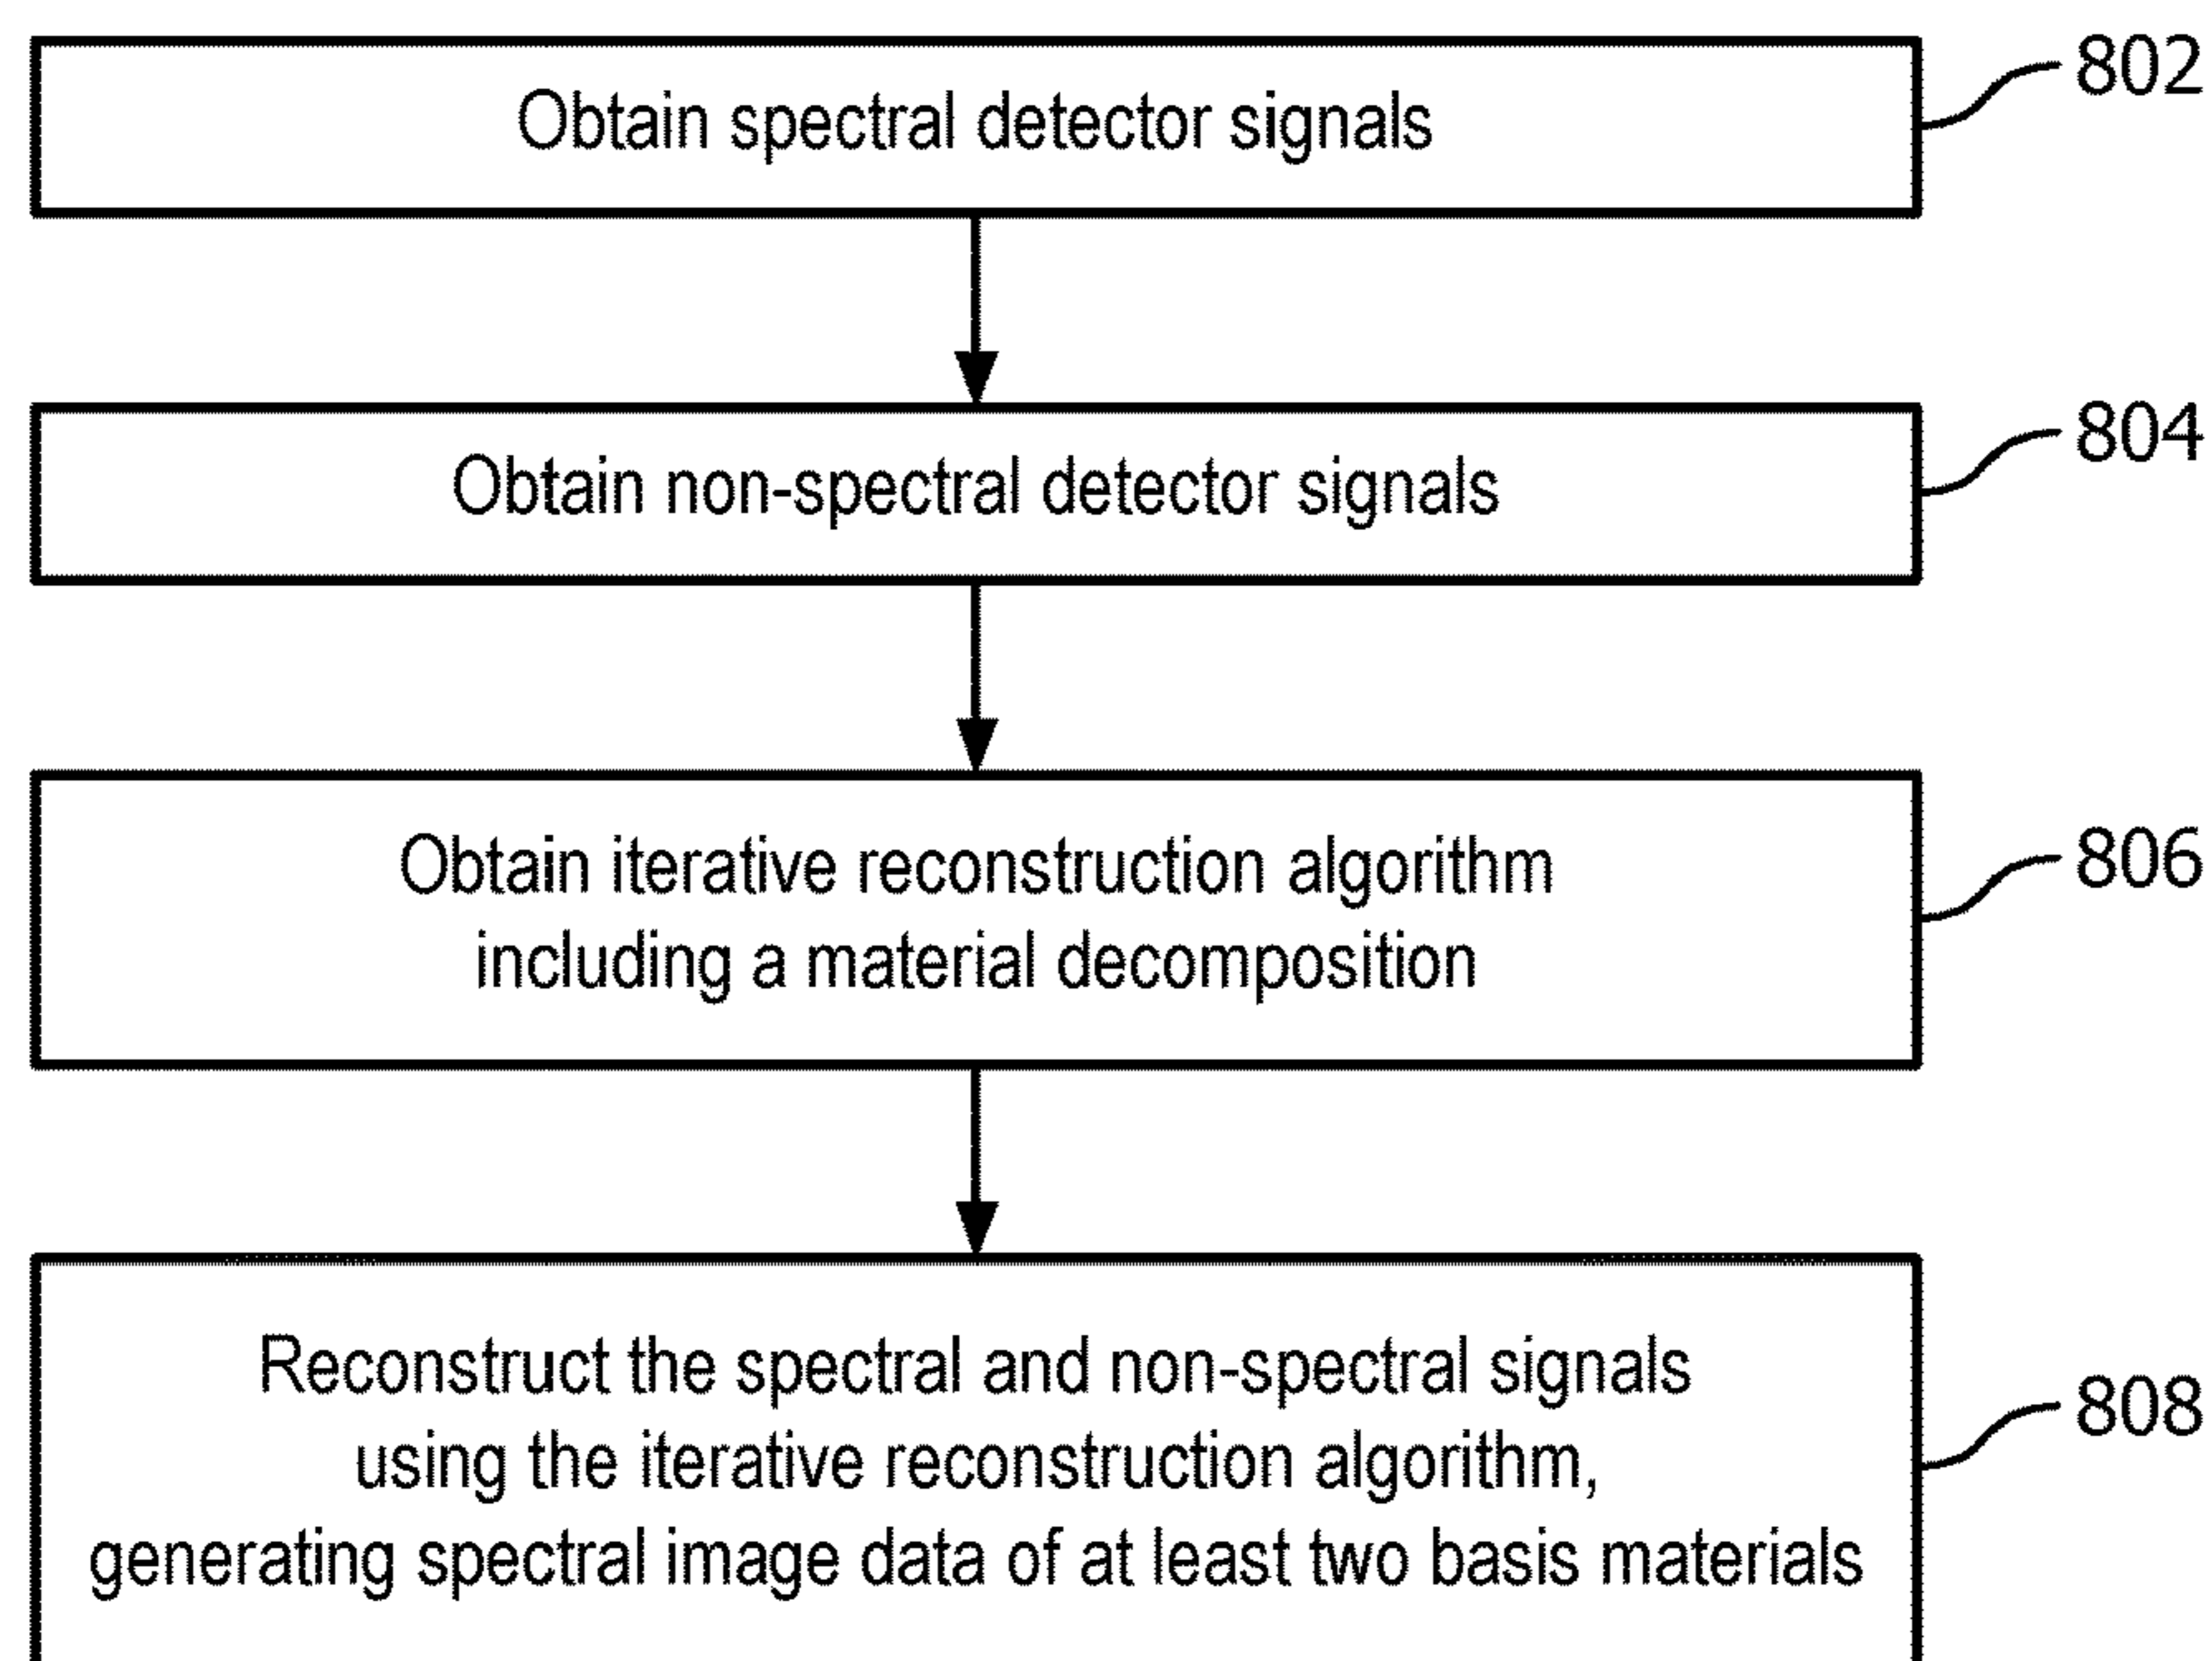 Obtain spectral detector signals
802
Obtain non-spectral detector signals
804
Obtain iterative reconstruction algorithm
including a material decomposition
806
Reconstruct the spectral and non-spectral signals
using the iterative reconstruction algorithm,
generating spectral image data of at least two basis materials
808